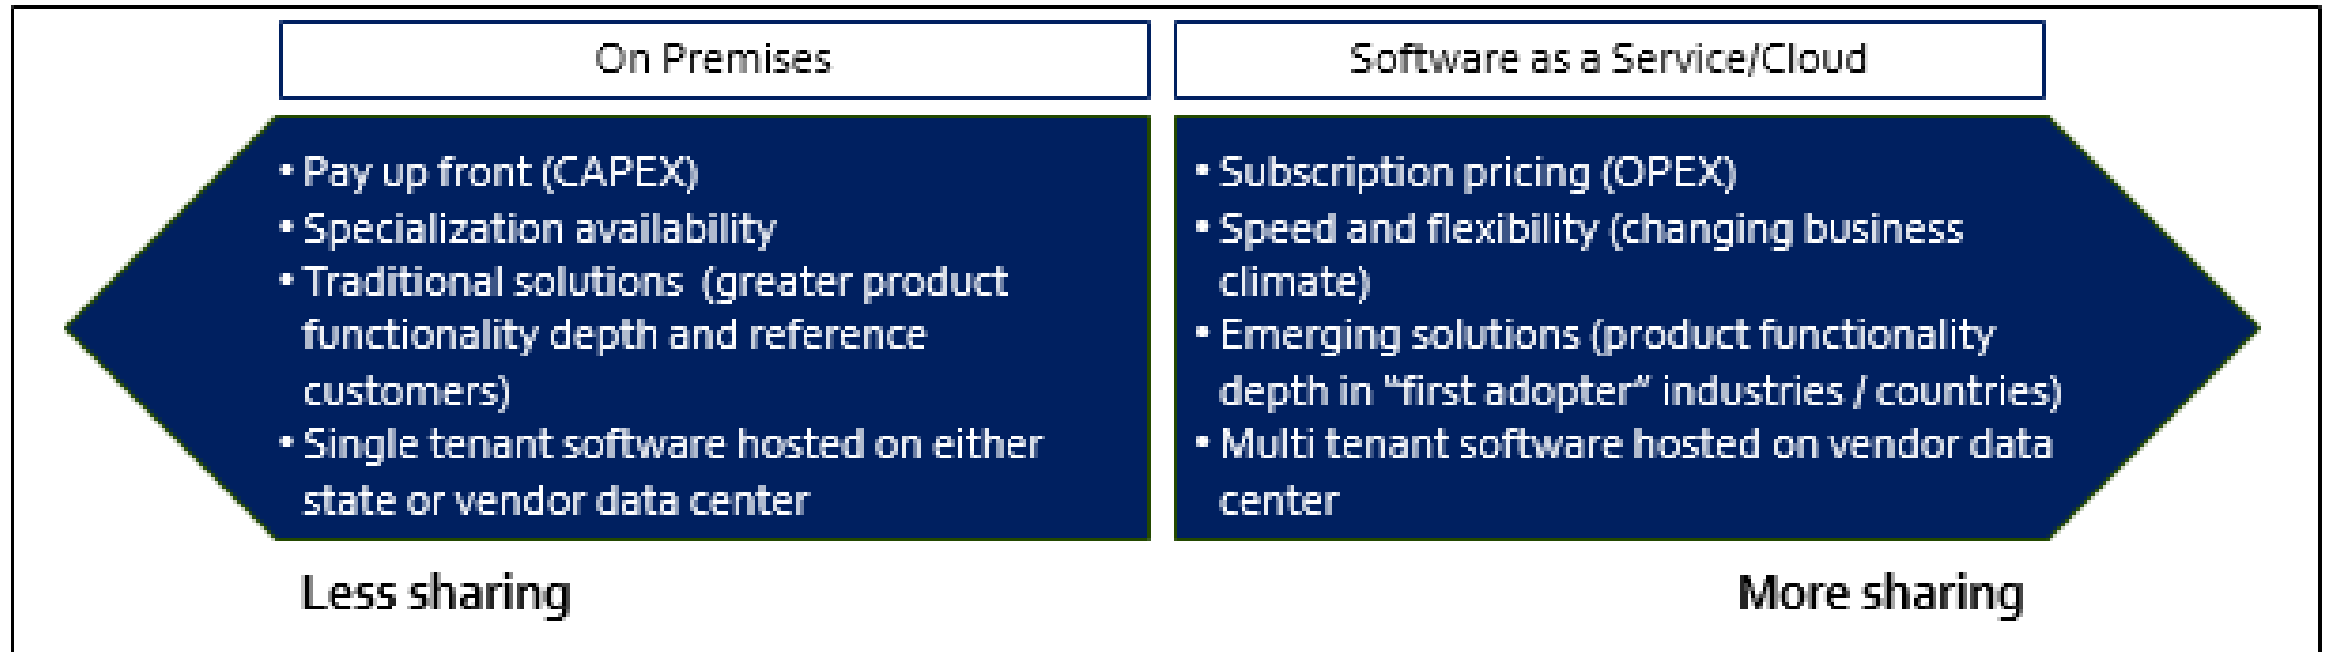 On Premises
Software as a Service/Cloud
• Pay up front (CAPEX)
• Specialization availability
• Traditional solutions  (greater product
functionality depth and reference
customers)
• Single tenant software hosted on either
state or vendor data center
• Subscription pricing (OPEX)
• Speed and flexibility (changing business
climate)
• Emerging solutions (product functionality
depth in “first adopter” industries / countries)
• Multi tenant software hosted on vendor data
center
Less sharing
More sharing